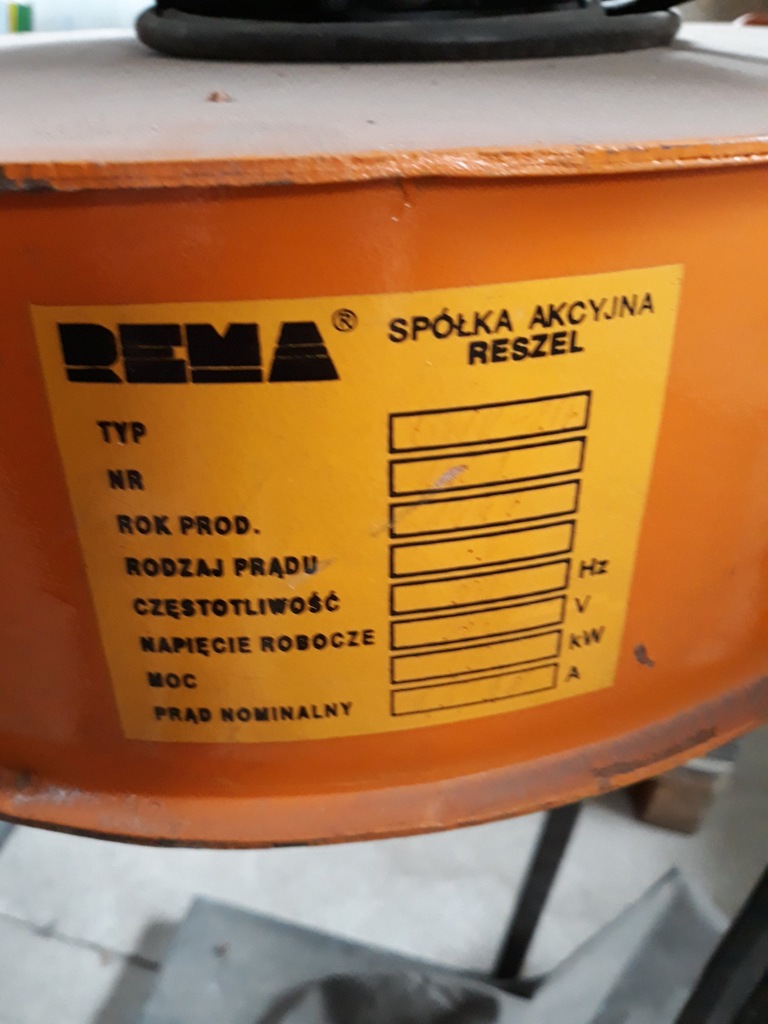 REMA® SPÓŁKA AKCYJNA
RESZEL
TYP
NR
ROK PROD.
RODZAJ PRĄDU
CZĘSTOTLIWOŚĆ Hz
NAPIĘCIE ROBOCZE V
MOC kW
PRĄD NOMINALNY A